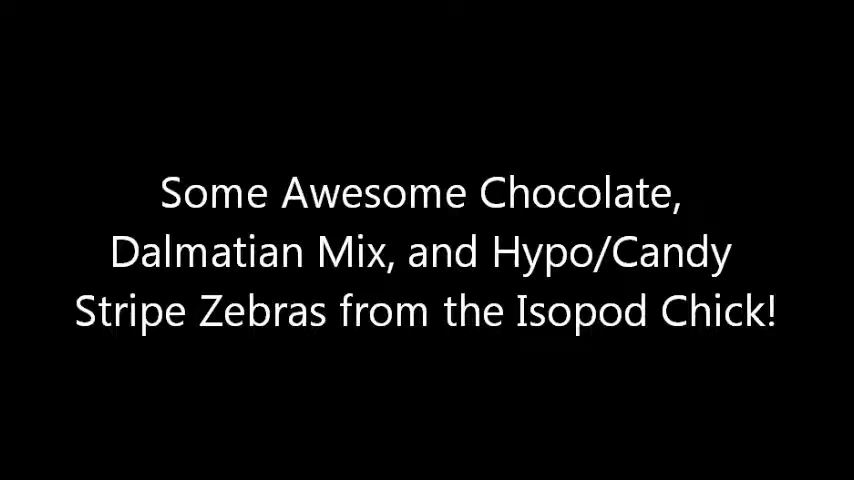 Some Awesome Chocolate,
Dalmatian Mix, and Hypo/Candy
Stripe Zebras from the Isopod Chick!